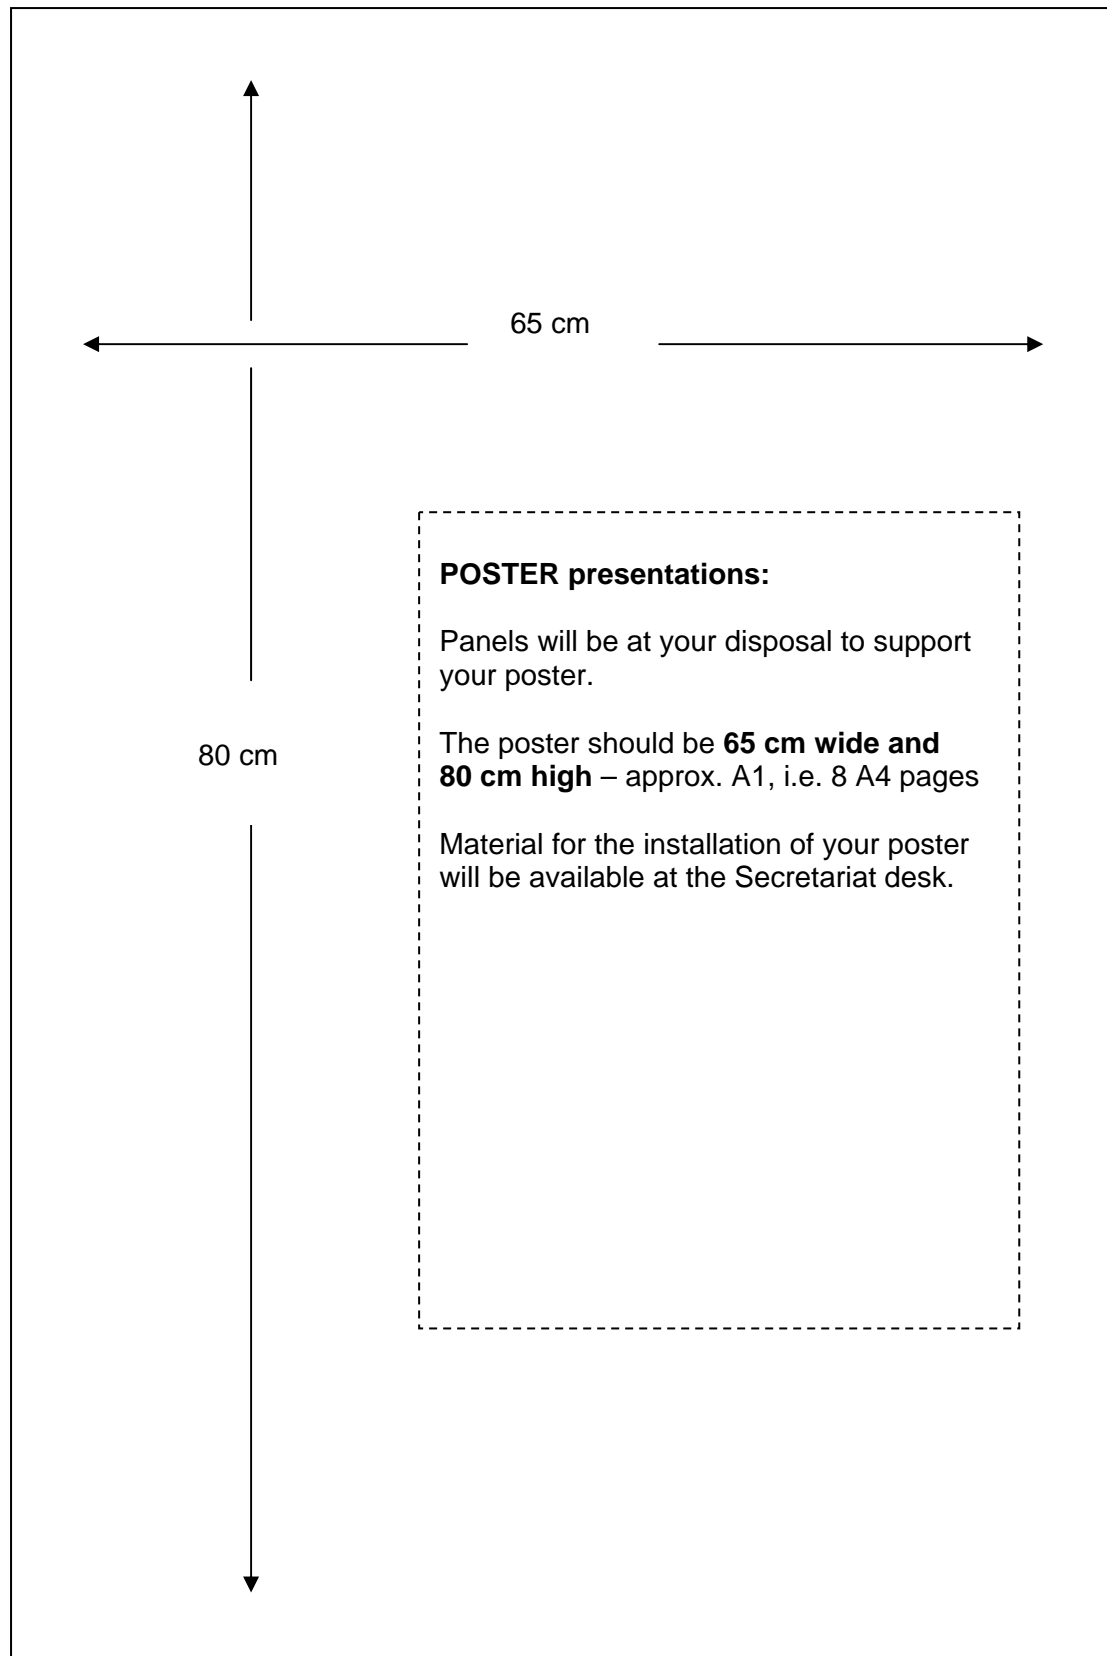 65 cm
POSTER presentations:
Panels will be at your disposal to support
your poster.
The poster should be 65 cm wide and
80 cm high – approx. A1, i.e. 8 A4 pages
80 cm
Material for the installation of your poster
will be available at the Secretariat desk.